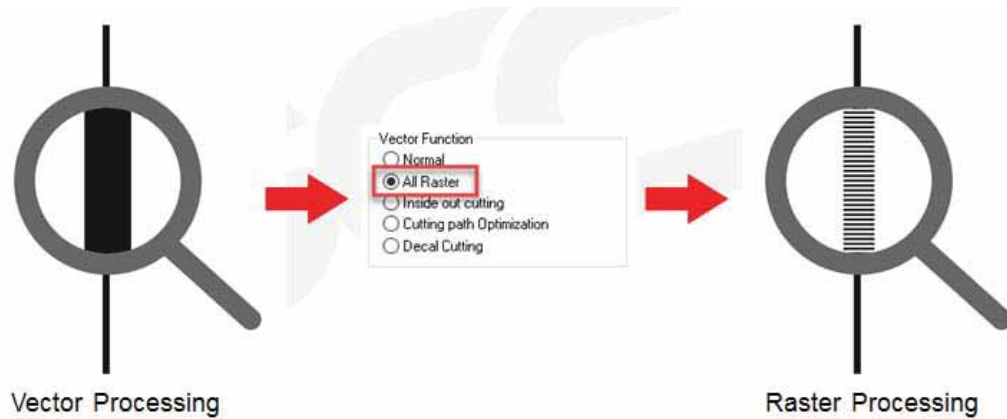 Vector Function
Normal
All Raster
Inside out cutting
Cutting path Optimization
Decal Cutting
Vector Processing
Raster Processing